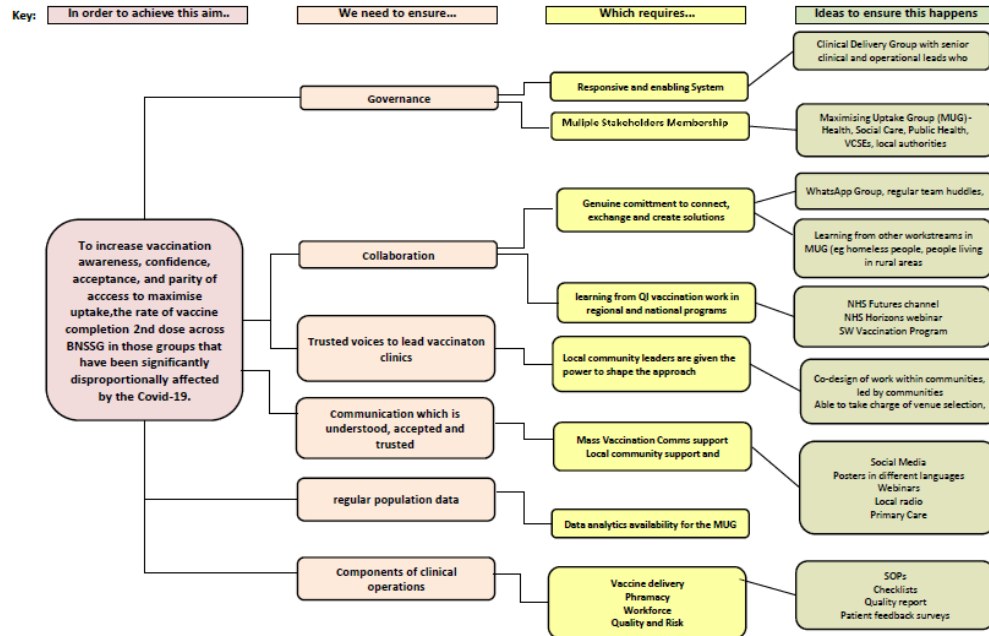 Key:
In order to achieve this aim..
We need to ensure...
Which requires...
Ideas to ensure this happens
To increase vaccination
awareness, confidence,
acceptance, and parity of
acccess to maximise
uptake,the rate of vaccine
completion 2nd dose across
BNSSG in those groups that
have been significantly
disproportionally affected
by the Covid-19.
Governance
Responsive and enabling System
Clinical Delivery Group with senior
clinical and operational leads who
Muliple Stakeholders Membership
Maximising Uptake Group (MUG) -
Health, Social Care, Public Health,
VCSEs, local authorities
Collaboration
Genuine comittment to connect,
exchange and create solutions
WhatsApp Group, regular team huddles,
Learning from other workstreams in
MUG (eg homeless people, people living
in rural areas
learning from QI vaccination work in
regional and national programs
NHS Futures channel
NHS Horizons webinar
SW Vaccination Program
Trusted voices to lead vaccinaton
clinics
Local community leaders are given the
power to shape the approach
Co-design of work within communities,
led by communities
Able to take charge of venue selection,
Communication which is
understood, accepted and
trusted
Mass Vaccination Comms support
Local community support and
Social Media
Posters in different languages
Webinars
Local radio
Primary Care
regular population data
Data analytics availability for the MUG
Components of clinical
operations
Vaccine delivery
Phramacy
Workforce
Quality and Risk
SOPs
Checklists
Quality report
Patient feedback surveys